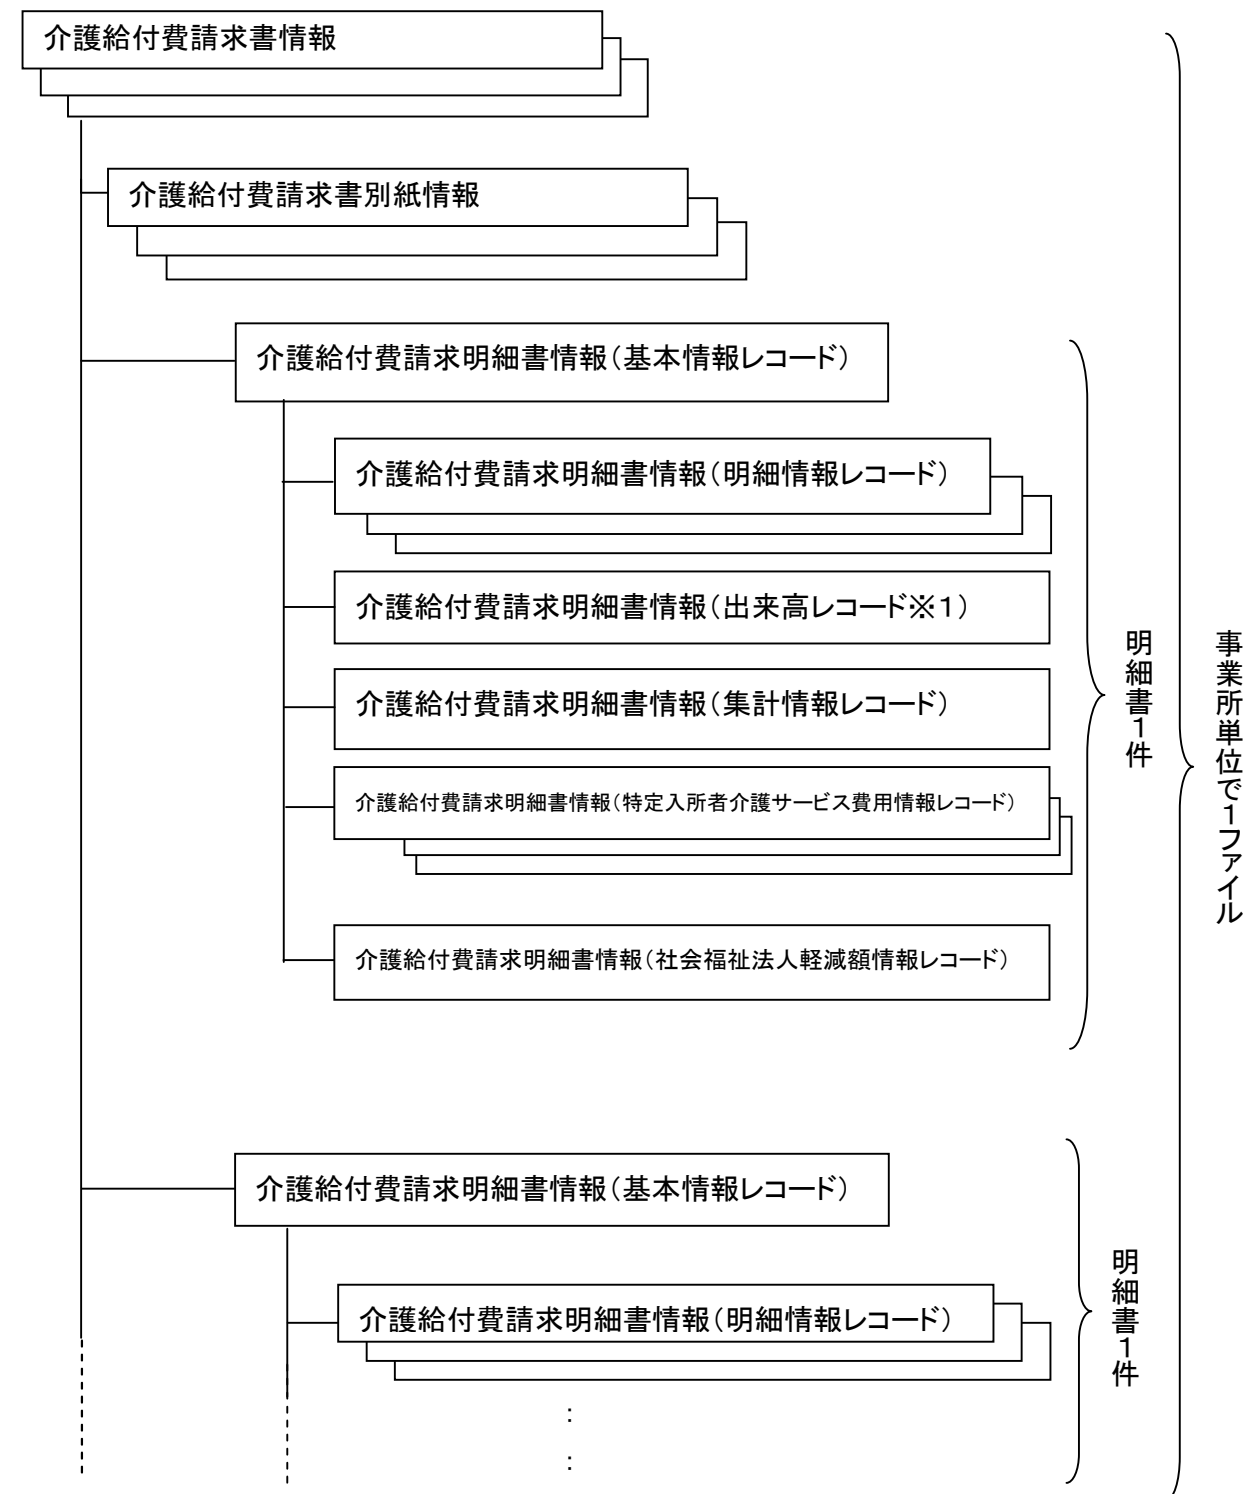 介護給付費請求書情報
介護給付費請求書別紙情報
介護給付費請求明細書情報(基本情報レコード)
介護給付費請求明細書情報(明細情報レコード)
介護給付費請求明細書情報(出来高レコード※1)
介護給付費請求明細書情報(集計情報レコード)
介護給付費請求明細書情報(特定入所者介護サービス費用情報レコード)
介護給付費請求明細書情報(社会福祉法人軽減額情報レコード)
明細書1件
事業所単位で1ファイル
介護給付費請求明細書情報(基本情報レコード)
介護給付費請求明細書情報(明細情報レコード)
:
:
明細書1件